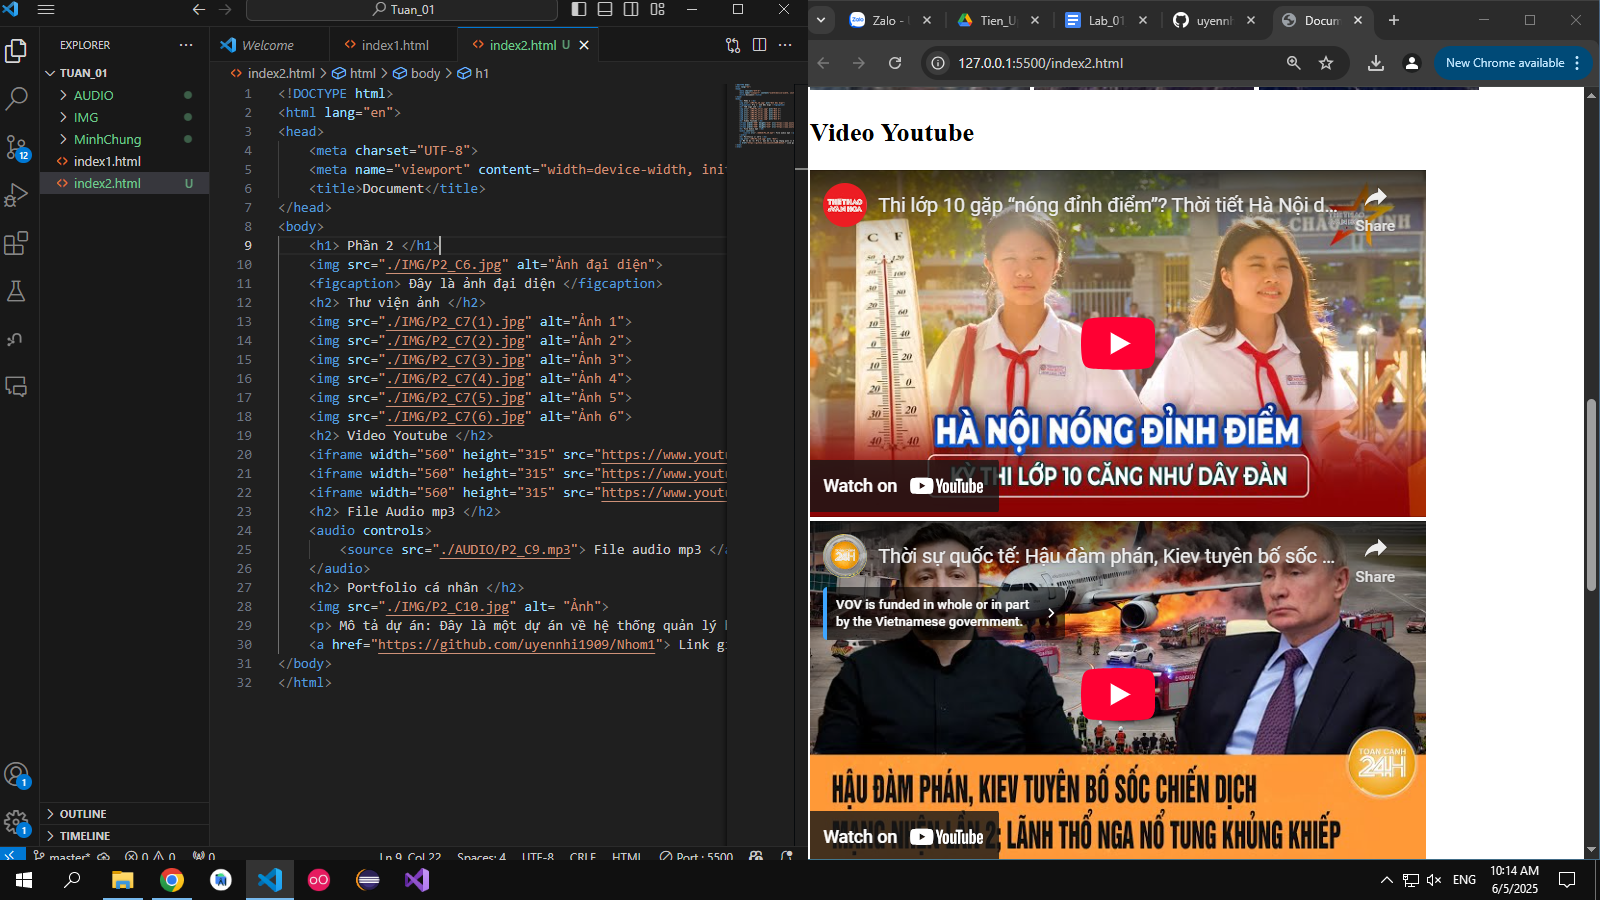 Tuan_01
EXPLORER
TUAN_01
AUDIO
IMG
MinhChung
index1.html
index2.html U
OUTLINE
TIMELINE
12
1
1
Welcome
index1.html
index2.html U
index2.html > html > body > h1
1 <!DOCTYPE html>
2 <html lang="en">
3 <head>
4 <meta charset="UTF-8">
5 <meta name="viewport" content="width=device-width, ini
6 <title>Document</title>
7 </head>
8 <body>
9 <h1> Phần 2 </h1>
10 <img src="./IMG/P2_C6.jpg" alt="Ảnh đại diện">
11 <figcaption> Đây là ảnh đại diện </figcaption>
12 <h2> Thư viện ảnh </h2>
13 <img src="./IMG/P2_C7(1).jpg" alt="Ảnh 1">
14 <img src="./IMG/P2_C7(2).jpg" alt="Ảnh 2">
15 <img src="./IMG/P2_C7(3).jpg" alt="Ảnh 3">
16 <img src="./IMG/P2_C7(4).jpg" alt="Ảnh 4">
17 <img src="./IMG/P2_C7(5).jpg" alt="Ảnh 5">
18 <img src="./IMG/P2_C7(6).jpg" alt="Ảnh 6">
19 <h2> Video Youtube </h2>
20 <iframe width="560" height="315" src="https://www.yout
21 <iframe width="560" height="315" src="https://www.yout
22 <iframe width="560" height="315" src="https://www.yout
23 <h2> File Audio mp3 </h2>
24 <audio controls>
25 <source src="./AUDIO/P2_C9.mp3"> File audio mp3 </
26 </audio>
27 <h2> Portfolio cá nhân </h2>
28 <img src="./IMG/P2_C10.jpg" alt= "Ảnh">
29 <p> Mô tả dự án: Đây là một dự án về hệ thống quản lý
30 <a href="https://github.com/uyennhi1909/Nhom1"> Link
31 </body>
32 </html>
master* 0 0 0 Ln 9, Col 22 Spaces: 4 UTF-8 CRLF HTML Port : 5500
Zalo -
Tien_U
Lab_01
uyenn
Docum
127.0.0.1:5500/index2.html
New Chrome available
Video Youtube
THỂ THAO
VĂN HÓA
Thi lớp 10 gặp “nóng đỉnh điểm”? Thời tiết Hà Nội d...
Share
C F
HÀ NỘI NÓNG ĐỈNH ĐIỂM
KỲ THI LỚP 10 CĂNG NHƯ DÂY ĐÀN
Watch on YouTube
24H
Thời sự quốc tế: Hậu đàm phán, Kiev tuyên bố sốc ...
Share
VOV is funded in whole or in part
by the Vietnamese government.
TOÀN CẢNH
24H
HẬU ĐÀM PHÁN, KIEV TUYÊN BỐ SỐC CHIẾN DỊCH
MẠNG NHỆN LẦN 2; LÃNH THỔ NGA NỔ TUNG KHỦNG KHIẾP
Watch on YouTube
ENG
10:14 AM
6/5/2025